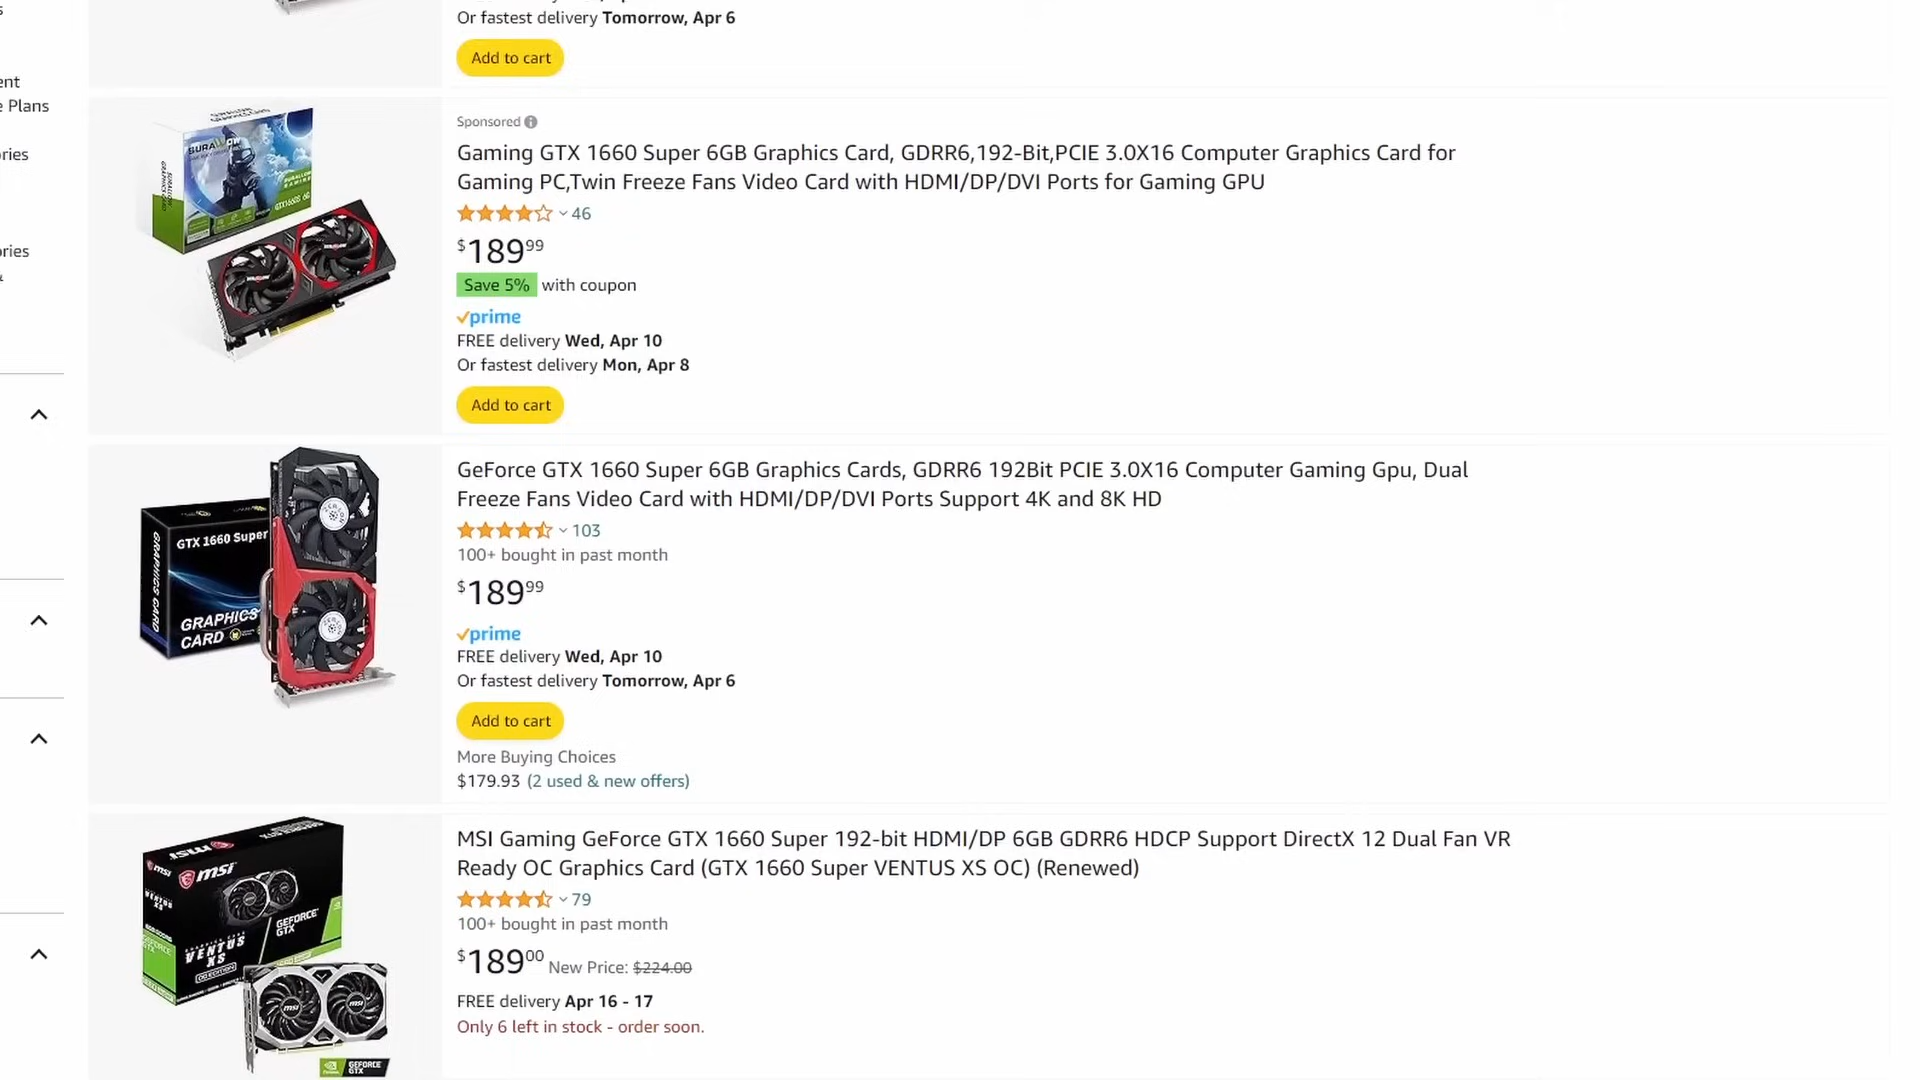 Or fastest delivery Tomorrow, Apr 6
Add to cart
ent
e Plans
ries
ories
Sponsored
Gaming GTX 1660 Super 6GB Graphics Card, GDRR6,192-Bit,PCIE 3.0X16 Computer Graphics Card for
Gaming PC,Twin Freeze Fans Video Card with HDMI/DP/DVI Ports for Gaming GPU
46
$189.99
Save 5% with coupon
prime
FREE delivery Wed, Apr 10
Or fastest delivery Mon, Apr 8
Add to cart
GTX 1660 Super
GRAPHICS
CARD
GRAPHICS CARD
GeForce GTX 1660 Super 6GB Graphics Cards, GDRR6 192Bit PCIE 3.0X16 Computer Gaming Gpu, Dual
Freeze Fans Video Card with HDMI/DP/DVI Ports Support 4K and 8K HD
103
100+ bought in past month
$189.99
prime
FREE delivery Wed, Apr 10
Or fastest delivery Tomorrow, Apr 6
Add to cart
More Buying Choices
$179.93 (2 used & new offers)
msi
msi
GEFORCE
GTX
VENTUS
XS
OC EDITION
msi
msi
GEFORCE
GTX
MSI Gaming GeForce GTX 1660 Super 192-bit HDMI/DP 6GB GDRR6 HDCP Support DirectX 12 Dual Fan VR
Ready OC Graphics Card (GTX 1660 Super VENTUS XS OC) (Renewed)
79
100+ bought in past month
$189.00 New Price: $224.00
FREE delivery Apr 16 - 17
Only 6 left in stock - order soon.